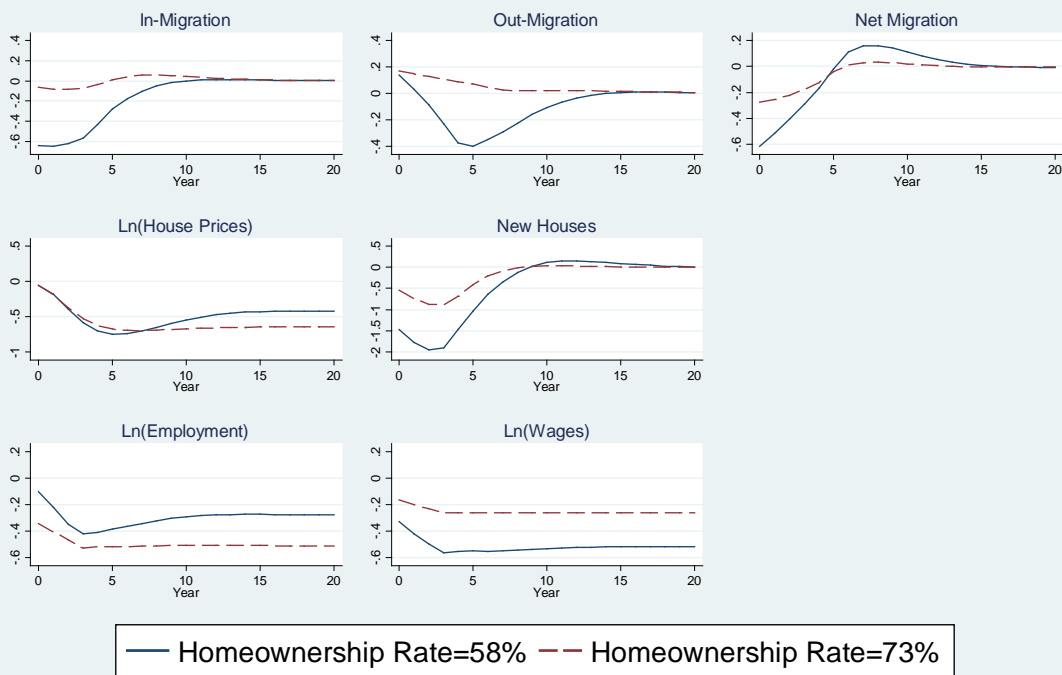 In-Migration
-.6 -.4 -.2 0 .2 .4
0 5 10 15 20
Year
Out-Migration
-.4 -.2 0 .2 .4
0 5 10 15 20
Year
Net Migration
-.6 -.4 -.2 0 .2
0 5 10 15 20
Year
Ln(House Prices)
-1 -.5 0 .5
0 5 10 15 20
Year
New Houses
-2 -1.5 -1 -.5 0 .5
0 5 10 15 20
Year
Ln(Employment)
-.6 -.4 -.2 0 .2
0 5 10 15 20
Year
Ln(Wages)
-.6 -.4 -.2 0 .2
0 5 10 15 20
Year
Homeownership Rate=58% Homeownership Rate=73%